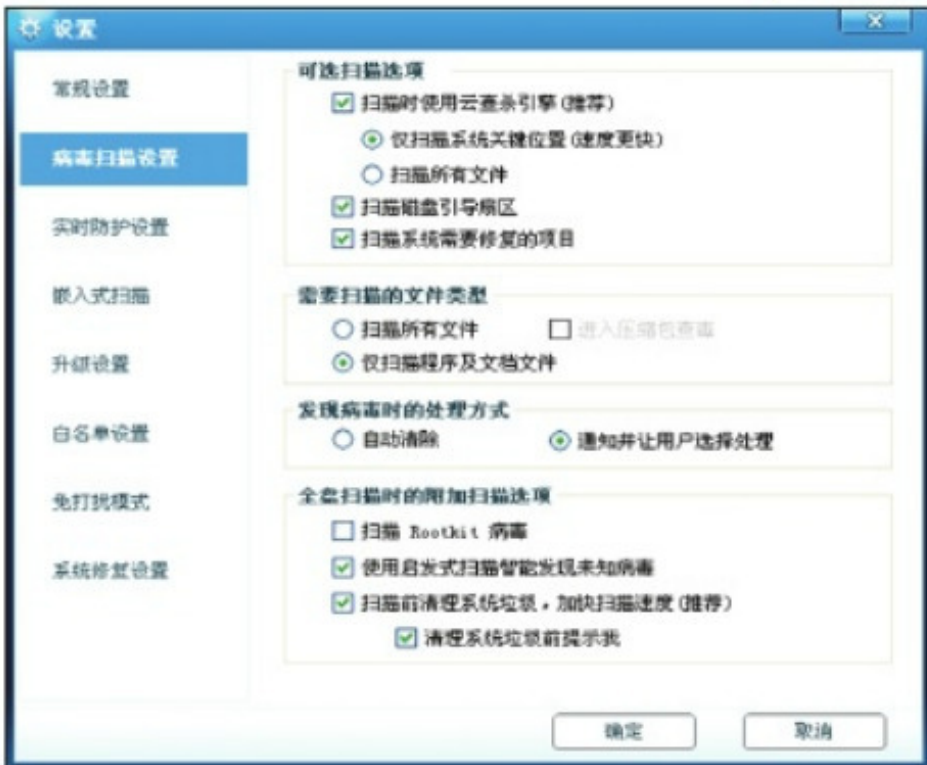 设置
常规设置
病毒扫描设置
实时防护设置
嵌入式扫描
升级设置
白名单设置
免打扰模式
系统修复设置
可选扫描选项
扫描时使用云查杀引擎(推荐)
仅扫描系统关键位置(速度更快)
扫描所有文件
扫描磁盘引导扇区
扫描系统需要修复的项目
需要扫描的文件类型
扫描所有文件
进入压缩包查毒
仅扫描程序及文档文件
发现病毒时的处理方式
自动清除
通知并让用户选择处理
全盘扫描时的附加扫描选项
扫描 Rootkit 病毒
使用启发式扫描智能发现未知病毒
扫描前清理系统垃圾，加快扫描速度(推荐)
清理系统垃圾前提示我
确定
取消